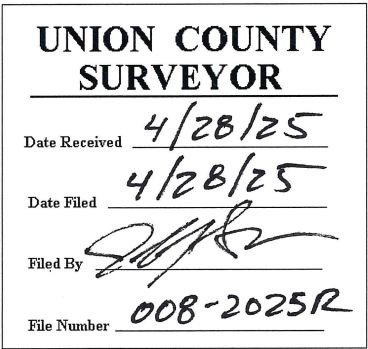 UNION COUNTY
SURVEYOR
Date Received 4/28/25
Date Filed 4/28/25
Filed By
File Number 008-2025R